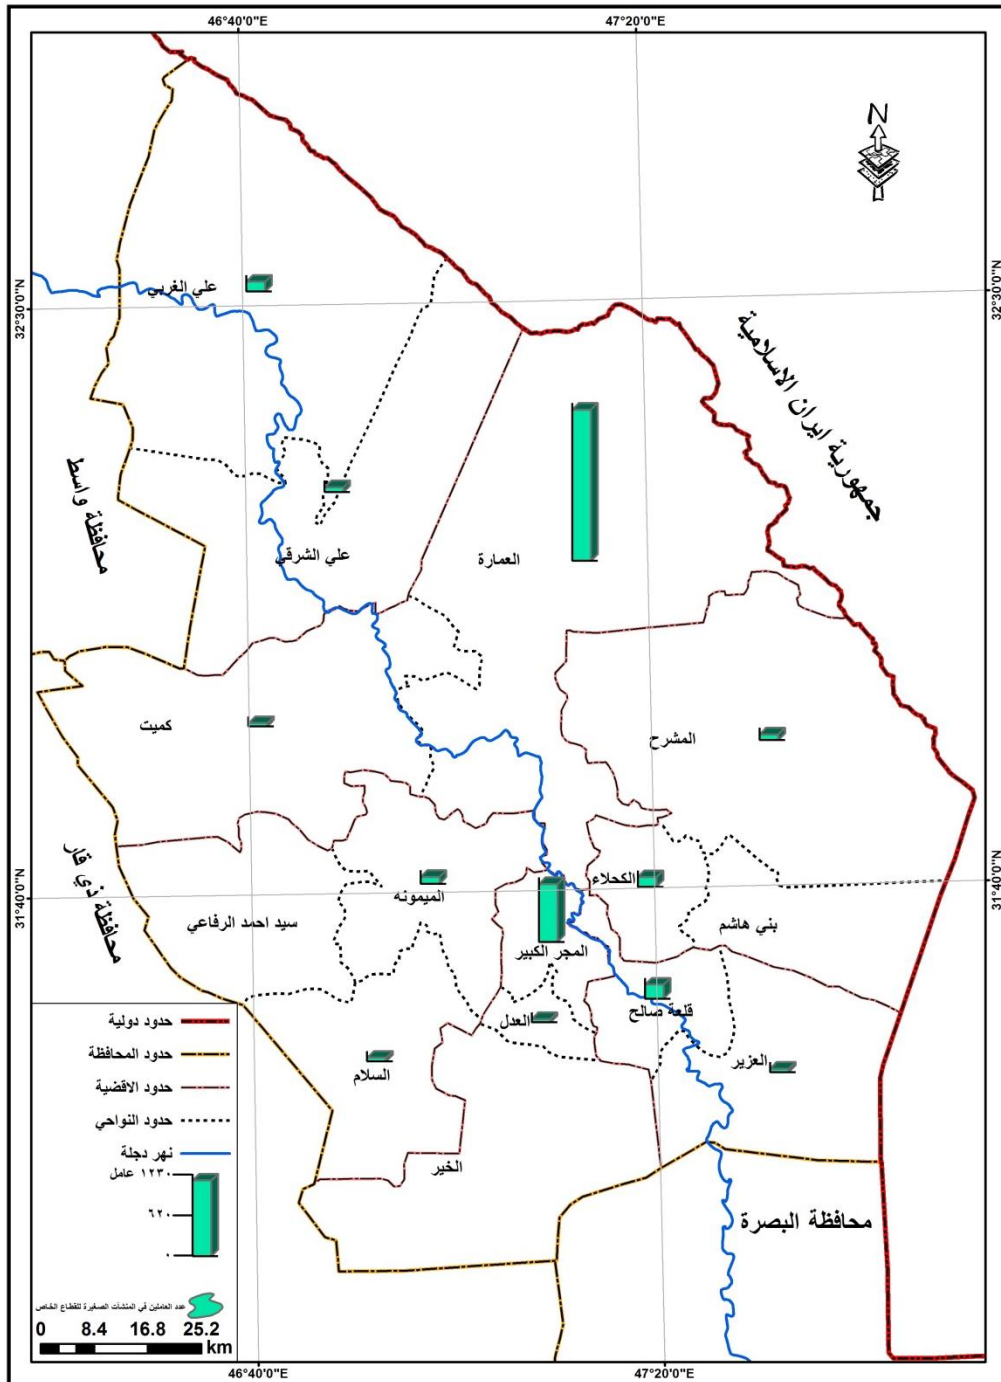 46°40'0"E
47°20'0"E
N
علي الغربي
32°30'0"N
32°30'0"N
جمهورية ايران الاسلامية
محافظة واسط
علي الشرقي
العمارة
كميت
المشرح
31°40'0"N
31°40'0"N
محافظة ذي قار
سيد احمد الرفاعي
الميمونه
الكحلاء
بني هاشم
المجر الكبير
قلعة صالح
العدل
السلام
العزير
الخير
محافظة البصرة
حدود دولية
حدود المحافظة
حدود الاقضية
حدود النواحي
نهر دجلة
١٢٣٠ عامل
٦٢٠
٠
عدد العاملين في المنشآت الصغيرة للقطاع الخاص
0 8.4 16.8 25.2
km
46°40'0"E
47°20'0"E